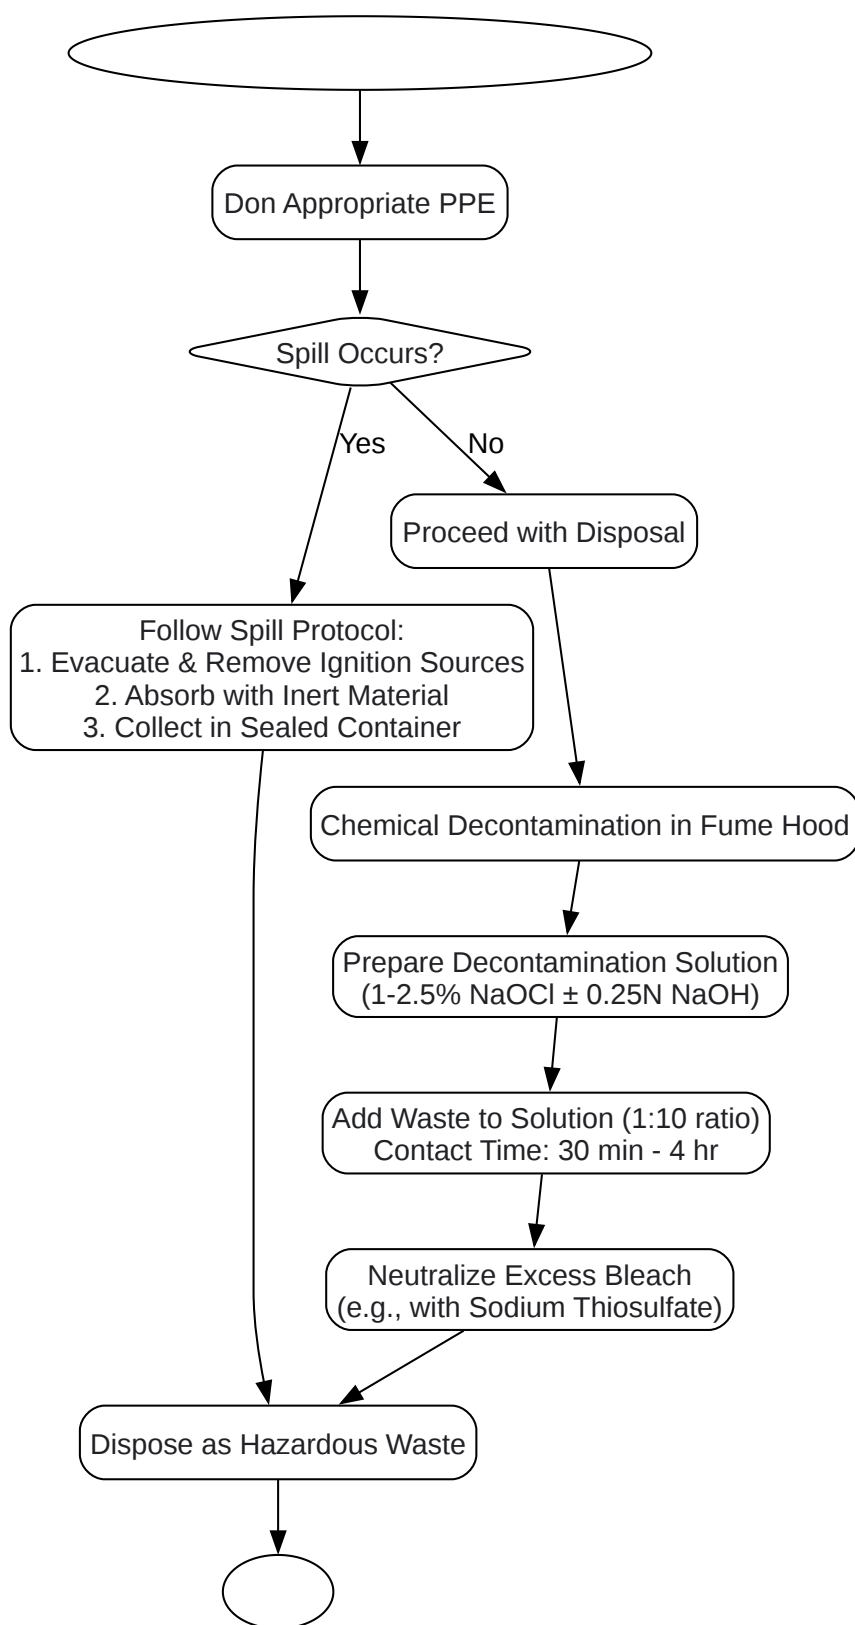 Don Appropriate PPE
Spill Occurs?
Yes
No
Proceed with Disposal
Follow Spill Protocol:
1. Evacuate & Remove Ignition Sources
2. Absorb with Inert Material
3. Collect in Sealed Container
Chemical Decontamination in Fume Hood
Prepare Decontamination Solution
(1-2.5% NaOCl ± 0.25N NaOH)
Add Waste to Solution (1:10 ratio)
Contact Time: 30 min - 4 hr
Neutralize Excess Bleach
(e.g., with Sodium Thiosulfate)
Dispose as Hazardous Waste